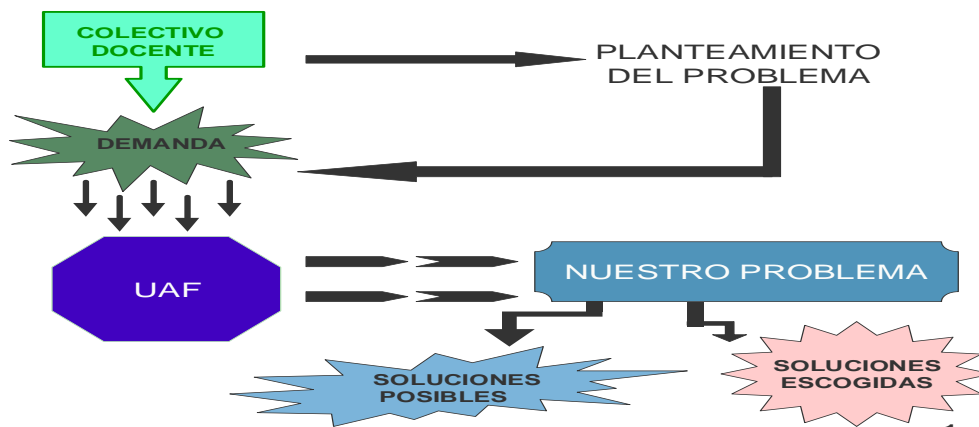 COLECTIVO
DOCENTE
PLANTEAMIENTO
DEL PROBLEMA
DEMANDA
UAF
NUESTRO PROBLEMA
SOLUCIONES
POSIBLES
SOLUCIONES
ESCOGIDAS